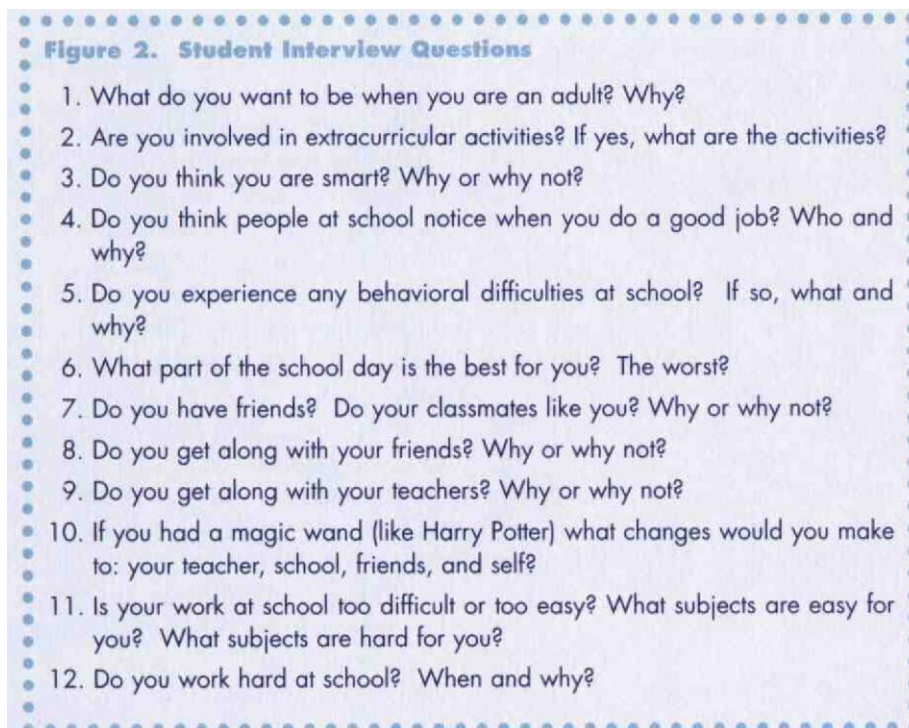 Figure 2. Student Interview Questions
1. What do you want to be when you are an adult? Why?
2. Are you involved in extracurricular activities? If yes, what are the activities?
3. Do you think you are smart? Why or why not?
4. Do you think people at school notice when you do a good job? Who and
why?
5. Do you experience any behavioral difficulties at school? If so, what and
why?
6. What part of the school day is the best for you? The worst?
7. Do you have friends? Do your classmates like you? Why or why not?
8. Do you get along with your friends? Why or why not?
9. Do you get along with your teachers? Why or why not?
10. If you had a magic wand (like Harry Potter) what changes would you make
to: your teacher, school, friends, and self?
11. Is your work at school too difficult or too easy? What subjects are easy for
you? What subjects are hard for you?
12. Do you work hard at school? When and why?